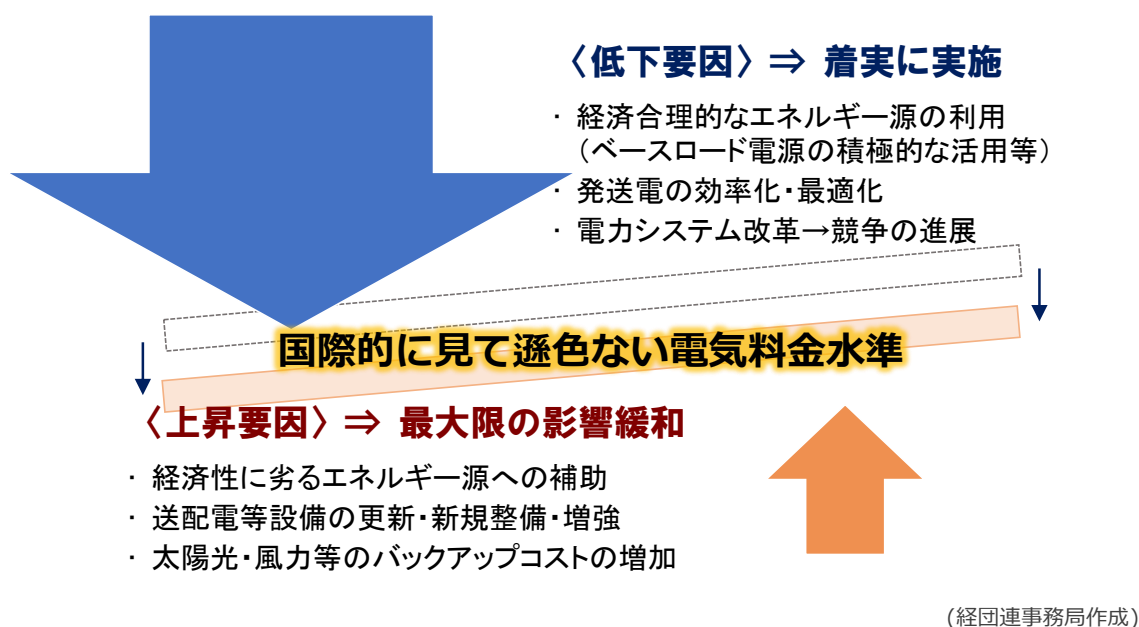 〈低下要因〉⇒ 着実に実施
· 経済合理的なエネルギー源の利用
（ベースロード電源の積極的な活用等）
· 発送電の効率化・最適化
· 電力システム改革→競争の進展
国際的に見て遜色ない電気料金水準
〈上昇要因〉⇒ 最大限の影響緩和
· 経済性に劣るエネルギー源への補助
· 送配電等設備の更新・新規整備・増強
· 太陽光・風力等のバックアップコストの増加
(経団連事務局作成)